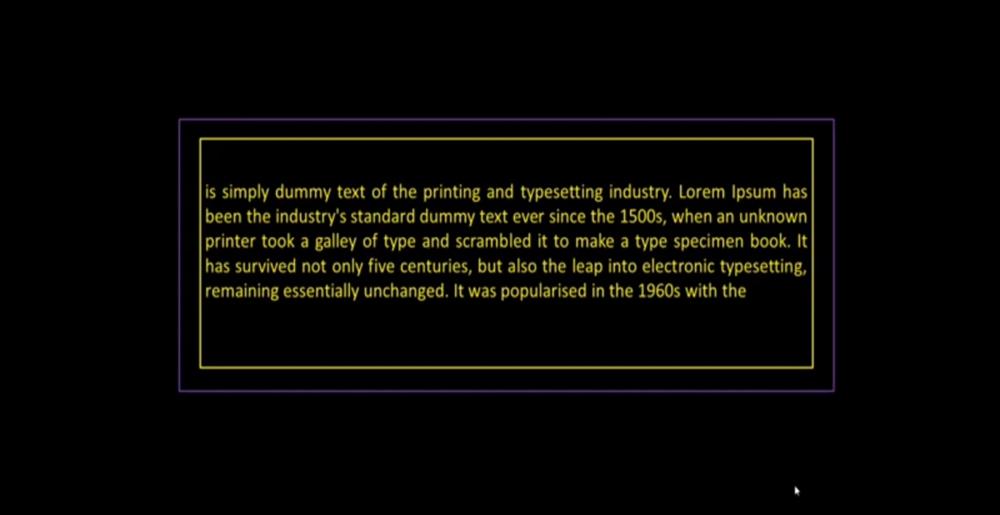 is simply dummy text of the printing and typesetting industry. Lorem Ipsum has
been the industry's standard dummy text ever since the 1500s, when an unknown
printer took a galley of type and scrambled it to make a type specimen book. It
has survived not only five centuries, but also the leap into electronic typesetting,
remaining essentially unchanged. It was popularised in the 1960s with the